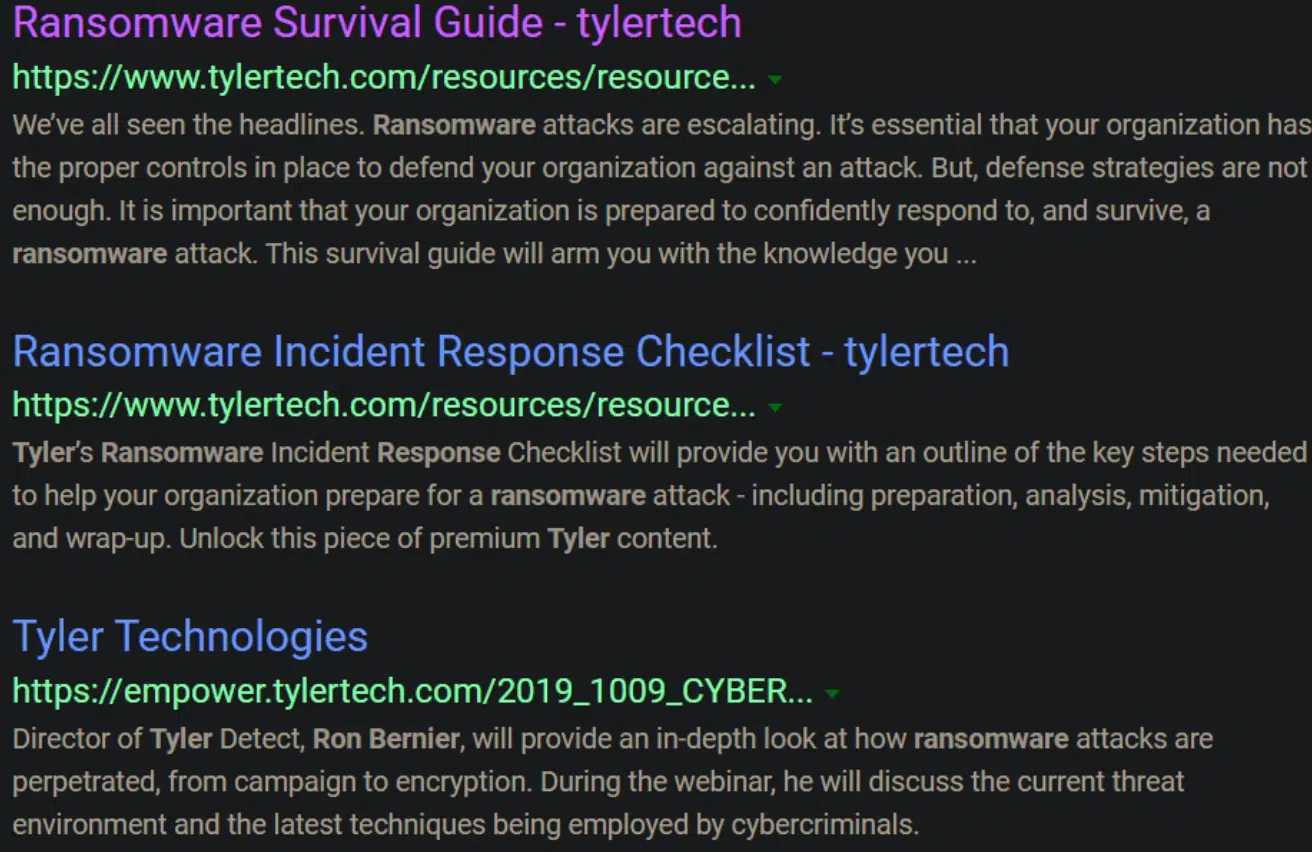 Ransomware Survival Guide - tylertech
https://www.tylertech.com/resources/resource...
We’ve all seen the headlines. Ransomware attacks are escalating. It’s essential that your organization has
the proper controls in place to defend your organization against an attack. But, defense strategies are not
enough. It is important that your organization is prepared to confidently respond to, and survive, a
ransomware attack. This survival guide will arm you with the knowledge you ...
Ransomware Incident Response Checklist - tylertech
https://www.tylertech.com/resources/resource...
Tyler’s Ransomware Incident Response Checklist will provide you with an outline of the key steps needed
to help your organization prepare for a ransomware attack - including preparation, analysis, mitigation,
and wrap-up. Unlock this piece of premium Tyler content.
Tyler Technologies
https://empower.tylertech.com/2019_1009_CYBER...
Director of Tyler Detect, Ron Bernier, will provide an in-depth look at how ransomware attacks are
perpetrated, from campaign to encryption. During the webinar, he will discuss the current threat
environment and the latest techniques being employed by cybercriminals.